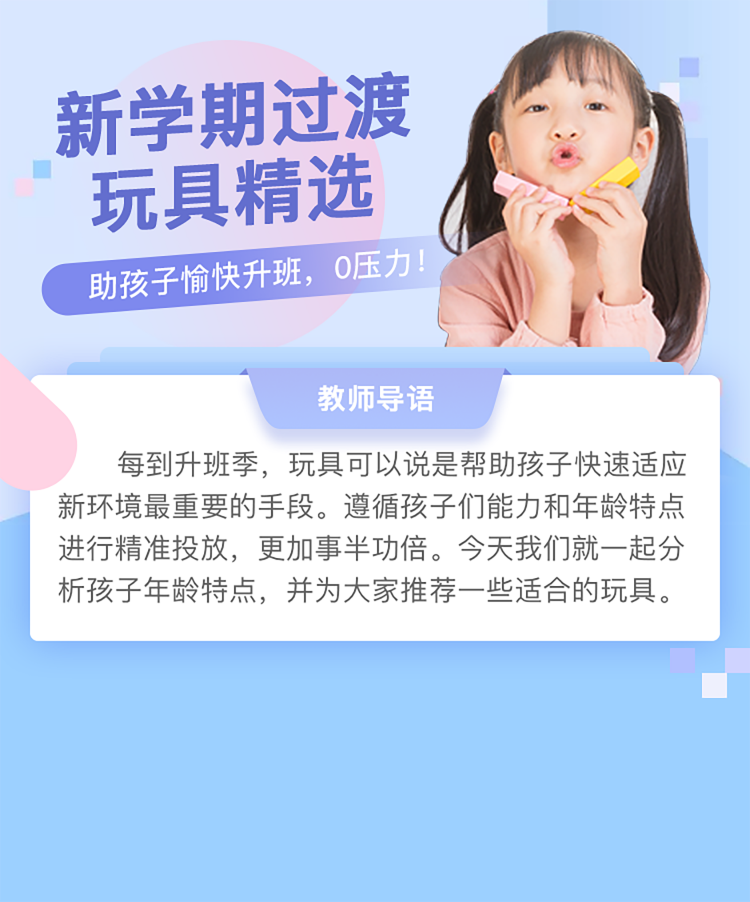 新学期过渡
玩具精选
助孩子愉快升班，0压力！
教师导语
每到升班季，玩具可以说是帮助孩子快速适应
新环境最重要的手段。遵循孩子们能力和年龄特点
进行精准投放，更加事半功倍。今天我们就一起分
析孩子年龄特点，并为大家推荐一些适合的玩具。